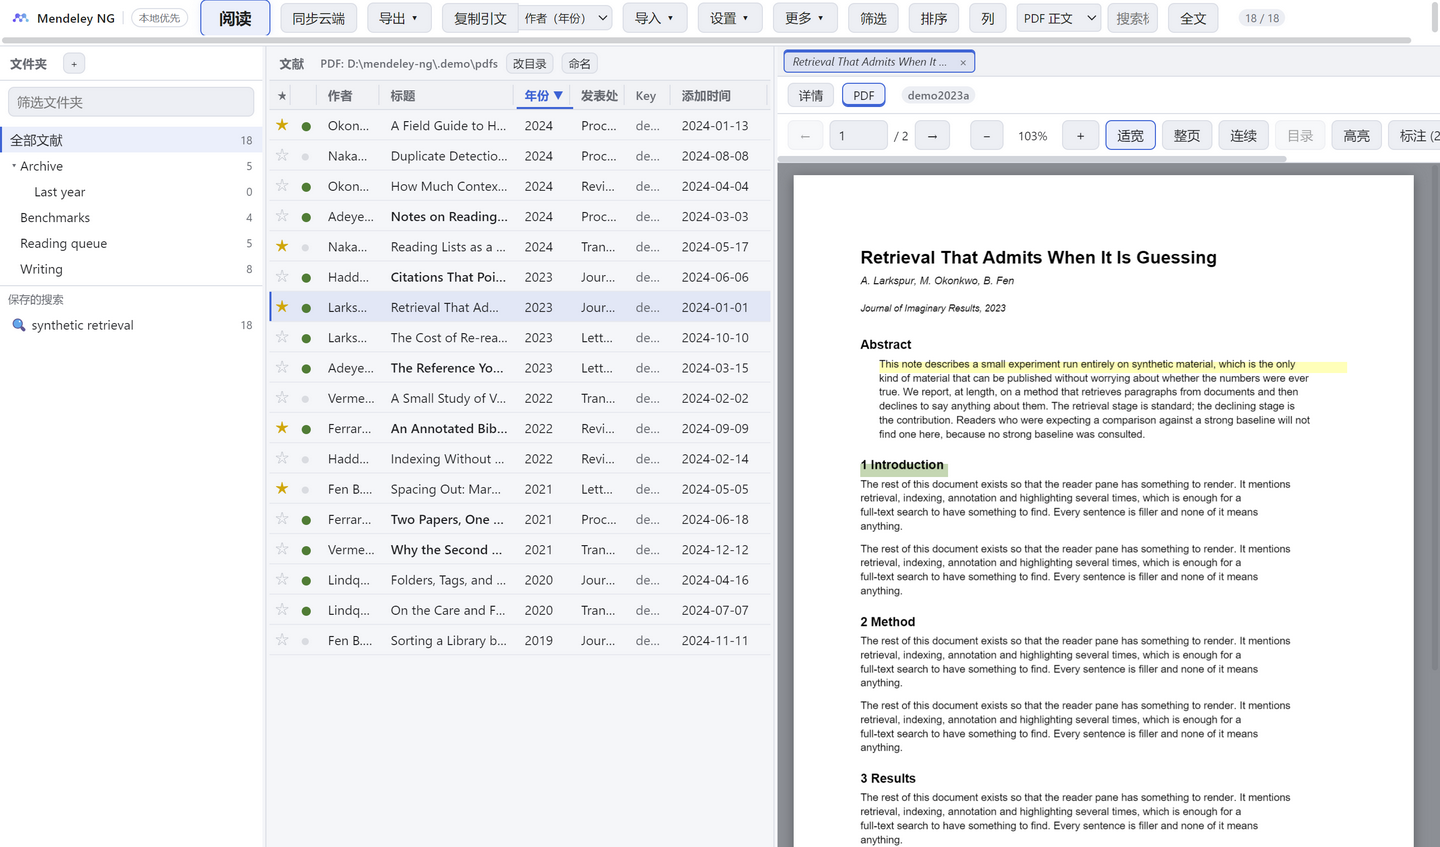 Mendeley NG 本地优先 阅读 同步云端 导出 ▼ 复制引文 作者（年份） 导入 ▼ 设置 ▼ 更多 ▼ 筛选 排序 列 PDF 正文 全文 18 / 18
文件夹 +
筛选文件夹
全部文献 18
Archive 5
Last year 0
Benchmarks 4
Reading queue 5
Writing 8
保存的搜索
synthetic retrieval 18
文献 PDF: D:\mendeley-ng\.demo\pdfs 改目录 命名
★ 作者 标题 年份 ▼ 发表处 Key 添加时间
Okon... A Field Guide to H... 2024 Proc... de... 2024-01-13
Naka... Duplicate Detectio... 2024 Proc... de... 2024-08-08
Okon... How Much Contex... 2024 Revi... de... 2024-04-04
Adeye... Notes on Reading... 2024 Proc... de... 2024-03-03
Naka... Reading Lists as a ... 2024 Tran... de... 2024-05-17
Hadd... Citations That Poi... 2023 Jour... de... 2024-06-06
Larks... Retrieval That Ad... 2023 Jour... de... 2024-01-01
Larks... The Cost of Re-rea... 2023 Lett... de... 2024-10-10
Adeye... The Reference Yo... 2023 Lett... de... 2024-03-15
Verme... A Small Study of V... 2022 Tran... de... 2024-02-02
Ferrar... An Annotated Bib... 2022 Revi... de... 2024-09-09
Hadd... Indexing Without ... 2022 Revi... de... 2024-02-14
Fen B.... Spacing Out: Mar... 2021 Lett... de... 2024-05-05
Ferrar... Two Papers, One ... 2021 Proc... de... 2024-06-18
Verme... Why the Second ... 2021 Tran... de... 2024-12-12
Lindq... Folders, Tags, and ... 2020 Jour... de... 2024-04-16
Lindq... On the Care and F... 2020 Tran... de... 2024-07-07
Fen B.... Sorting a Library b... 2019 Jour... de... 2024-11-11
Retrieval That Admits When It ... ×
详情 PDF demo2023a
← 1 / 2 → − 103% + 适宽 整页 连续 目录 高亮 标注 (2
Retrieval That Admits When It Is Guessing
A. Larkspur, M. Okonkwo, B. Fen
Journal of Imaginary Results, 2023
Abstract
This note describes a small experiment run entirely on synthetic material, which is the only
kind of material that can be published without worrying about whether the numbers were ever
true. We report, at length, on a method that retrieves paragraphs from documents and then
declines to say anything about them. The retrieval stage is standard; the declining stage is
the contribution. Readers who were expecting a comparison against a strong baseline will not
find one here, because no strong baseline was consulted.
1 Introduction
The rest of this document exists so that the reader pane has something to render. It mentions
retrieval, indexing, annotation and highlighting several times, which is enough for a
full-text search to have something to find. Every sentence is filler and none of it means
anything.
The rest of this document exists so that the reader pane has something to render. It mentions
retrieval, indexing, annotation and highlighting several times, which is enough for a
full-text search to have something to find. Every sentence is filler and none of it means
anything.
2 Method
The rest of this document exists so that the reader pane has something to render. It mentions
retrieval, indexing, annotation and highlighting several times, which is enough for a
full-text search to have something to find. Every sentence is filler and none of it means
anything.
The rest of this document exists so that the reader pane has something to render. It mentions
retrieval, indexing, annotation and highlighting several times, which is enough for a
full-text search to have something to find. Every sentence is filler and none of it means
anything.
3 Results
The rest of this document exists so that the reader pane has something to render. It mentions
retrieval, indexing, annotation and highlighting several times, which is enough for a
full-text search to have something to find. Every sentence is filler and none of it means
anything.